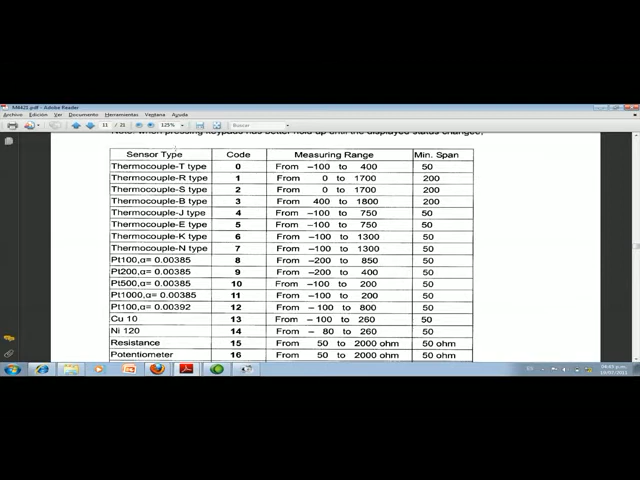 A4421.pdf - Adobe Reader
Archivo Edición Ver Documento Herramientas Ventana Ayuda
11 / 21 125% Buscar
Note: when pressing keypads has better hold up until the displayed status changed,
Sensor Type Code Measuring Range Min. Span
Thermocouple-T type 0 From –100 to 400 50
Thermocouple-R type 1 From 0 to 1700 200
Thermocouple-S type 2 From 0 to 1700 200
Thermocouple-B type 3 From 400 to 1800 200
Thermocouple-J type 4 From –100 to 750 50
Thermocouple-E type 5 From –100 to 750 50
Thermocouple-K type 6 From –100 to 1300 50
Thermocouple-N type 7 From –100 to 1300 50
Pt100,α= 0.00385 8 From –200 to 850 50
Pt200,α= 0.00385 9 From –200 to 400 50
Pt500,α= 0.00385 10 From –100 to 200 50
Pt1000,α= 0.00385 11 From –100 to 200 50
Pt100,α= 0.00392 12 From – 100 to 800 50
Cu 10 13 From – 100 to 260 50
Ni 120 14 From – 80 to 260 50
Resistance 15 From 50 to 2000 ohm 50 ohm
Potentiometer 16 From 50 to 2000 ohm 50 ohm